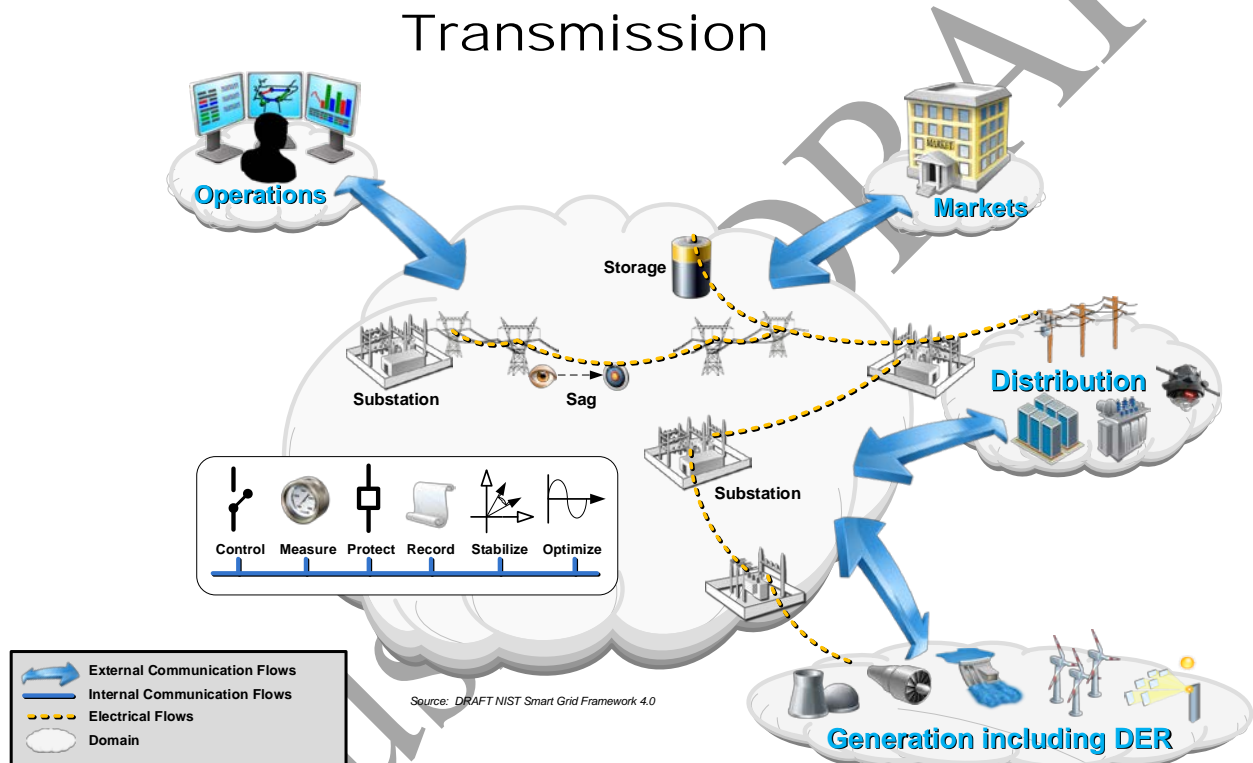 Transmission
Operations
MARKET
Markets
Storage
Substation
Sag
Distribution
Substation
Control Measure Protect Record Stabilize Optimize
External Communication Flows
Internal Communication Flows
Electrical Flows
Domain
Source: DRAFT NIST Smart Grid Framework 4.0
Generation including DER